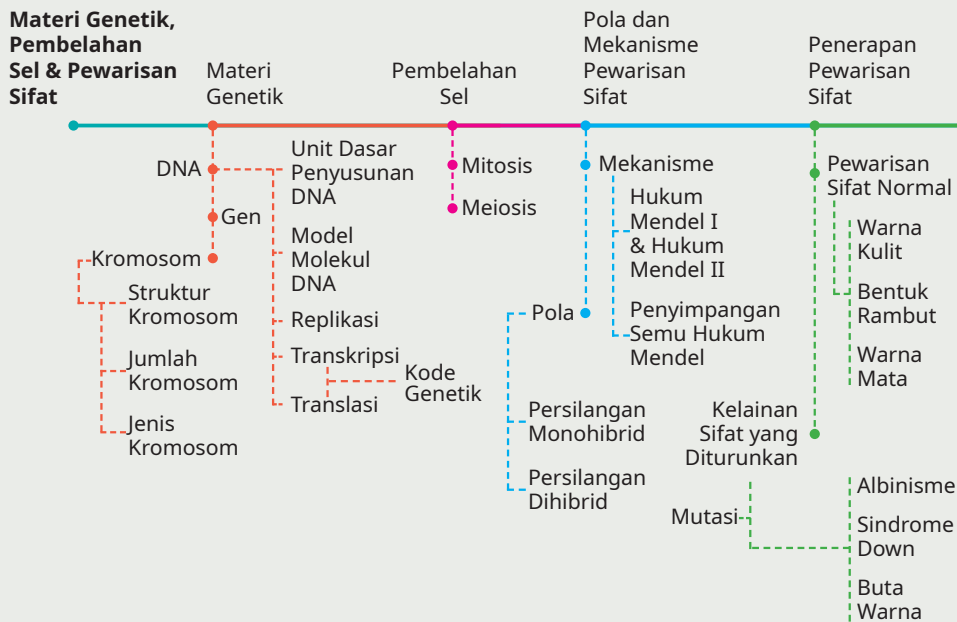 Materi Genetik,
Pembelahan
Sel & Pewarisan
Sifat
Materi
Genetik
DNA
Unit Dasar
Penyusunan
DNA
Model
Molekul
DNA
Replikasi
Transkripsi
Translasi
Kode
Genetik
Gen
Kromosom
Struktur
Kromosom
Jumlah
Kromosom
Jenis
Kromosom
Pembelahan
Sel
Mitosis
Meiosis
Pola dan
Mekanisme
Pewarisan
Sifat
Mekanisme
Hukum
Mendel I
& Hukum
Mendel II
Penyimpangan
Semu Hukum
Mendel
Pola
Persilangan
Monohibrid
Persilangan
Dihibrid
Penerapan
Pewarisan
Sifat
Pewarisan
Sifat Normal
Warna
Kulit
Bentuk
Rambut
Warna
Mata
Kelainan
Sifat yang
Diturunkan
Mutasi
Albinisme
Sindrome
Down
Buta
Warna